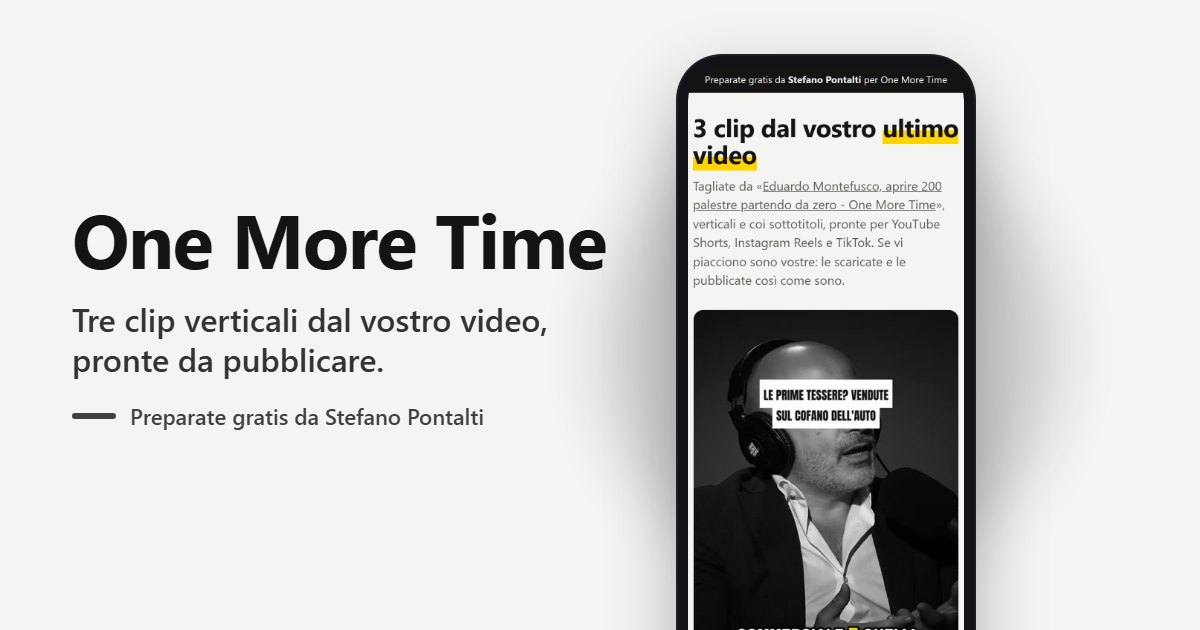 One More Time
Tre clip verticali dal vostro video,
pronte da pubblicare.
Preparate gratis da Stefano Pontalti
Preparate gratis da Stefano Pontalti per One More Time
3 clip dal vostro ultimo
video
Tagliate da «Eduardo Montefusco, aprire 200
palestre partendo da zero - One More Time»,
verticali e coi sottotitoli, pronte per YouTube
Shorts, Instagram Reels e TikTok. Se vi
piacciono sono vostre: le scaricate e le
pubblicate così come sono.
LE PRIME TESSERE? VENDUTE
SUL COFANO DELL'AUTO